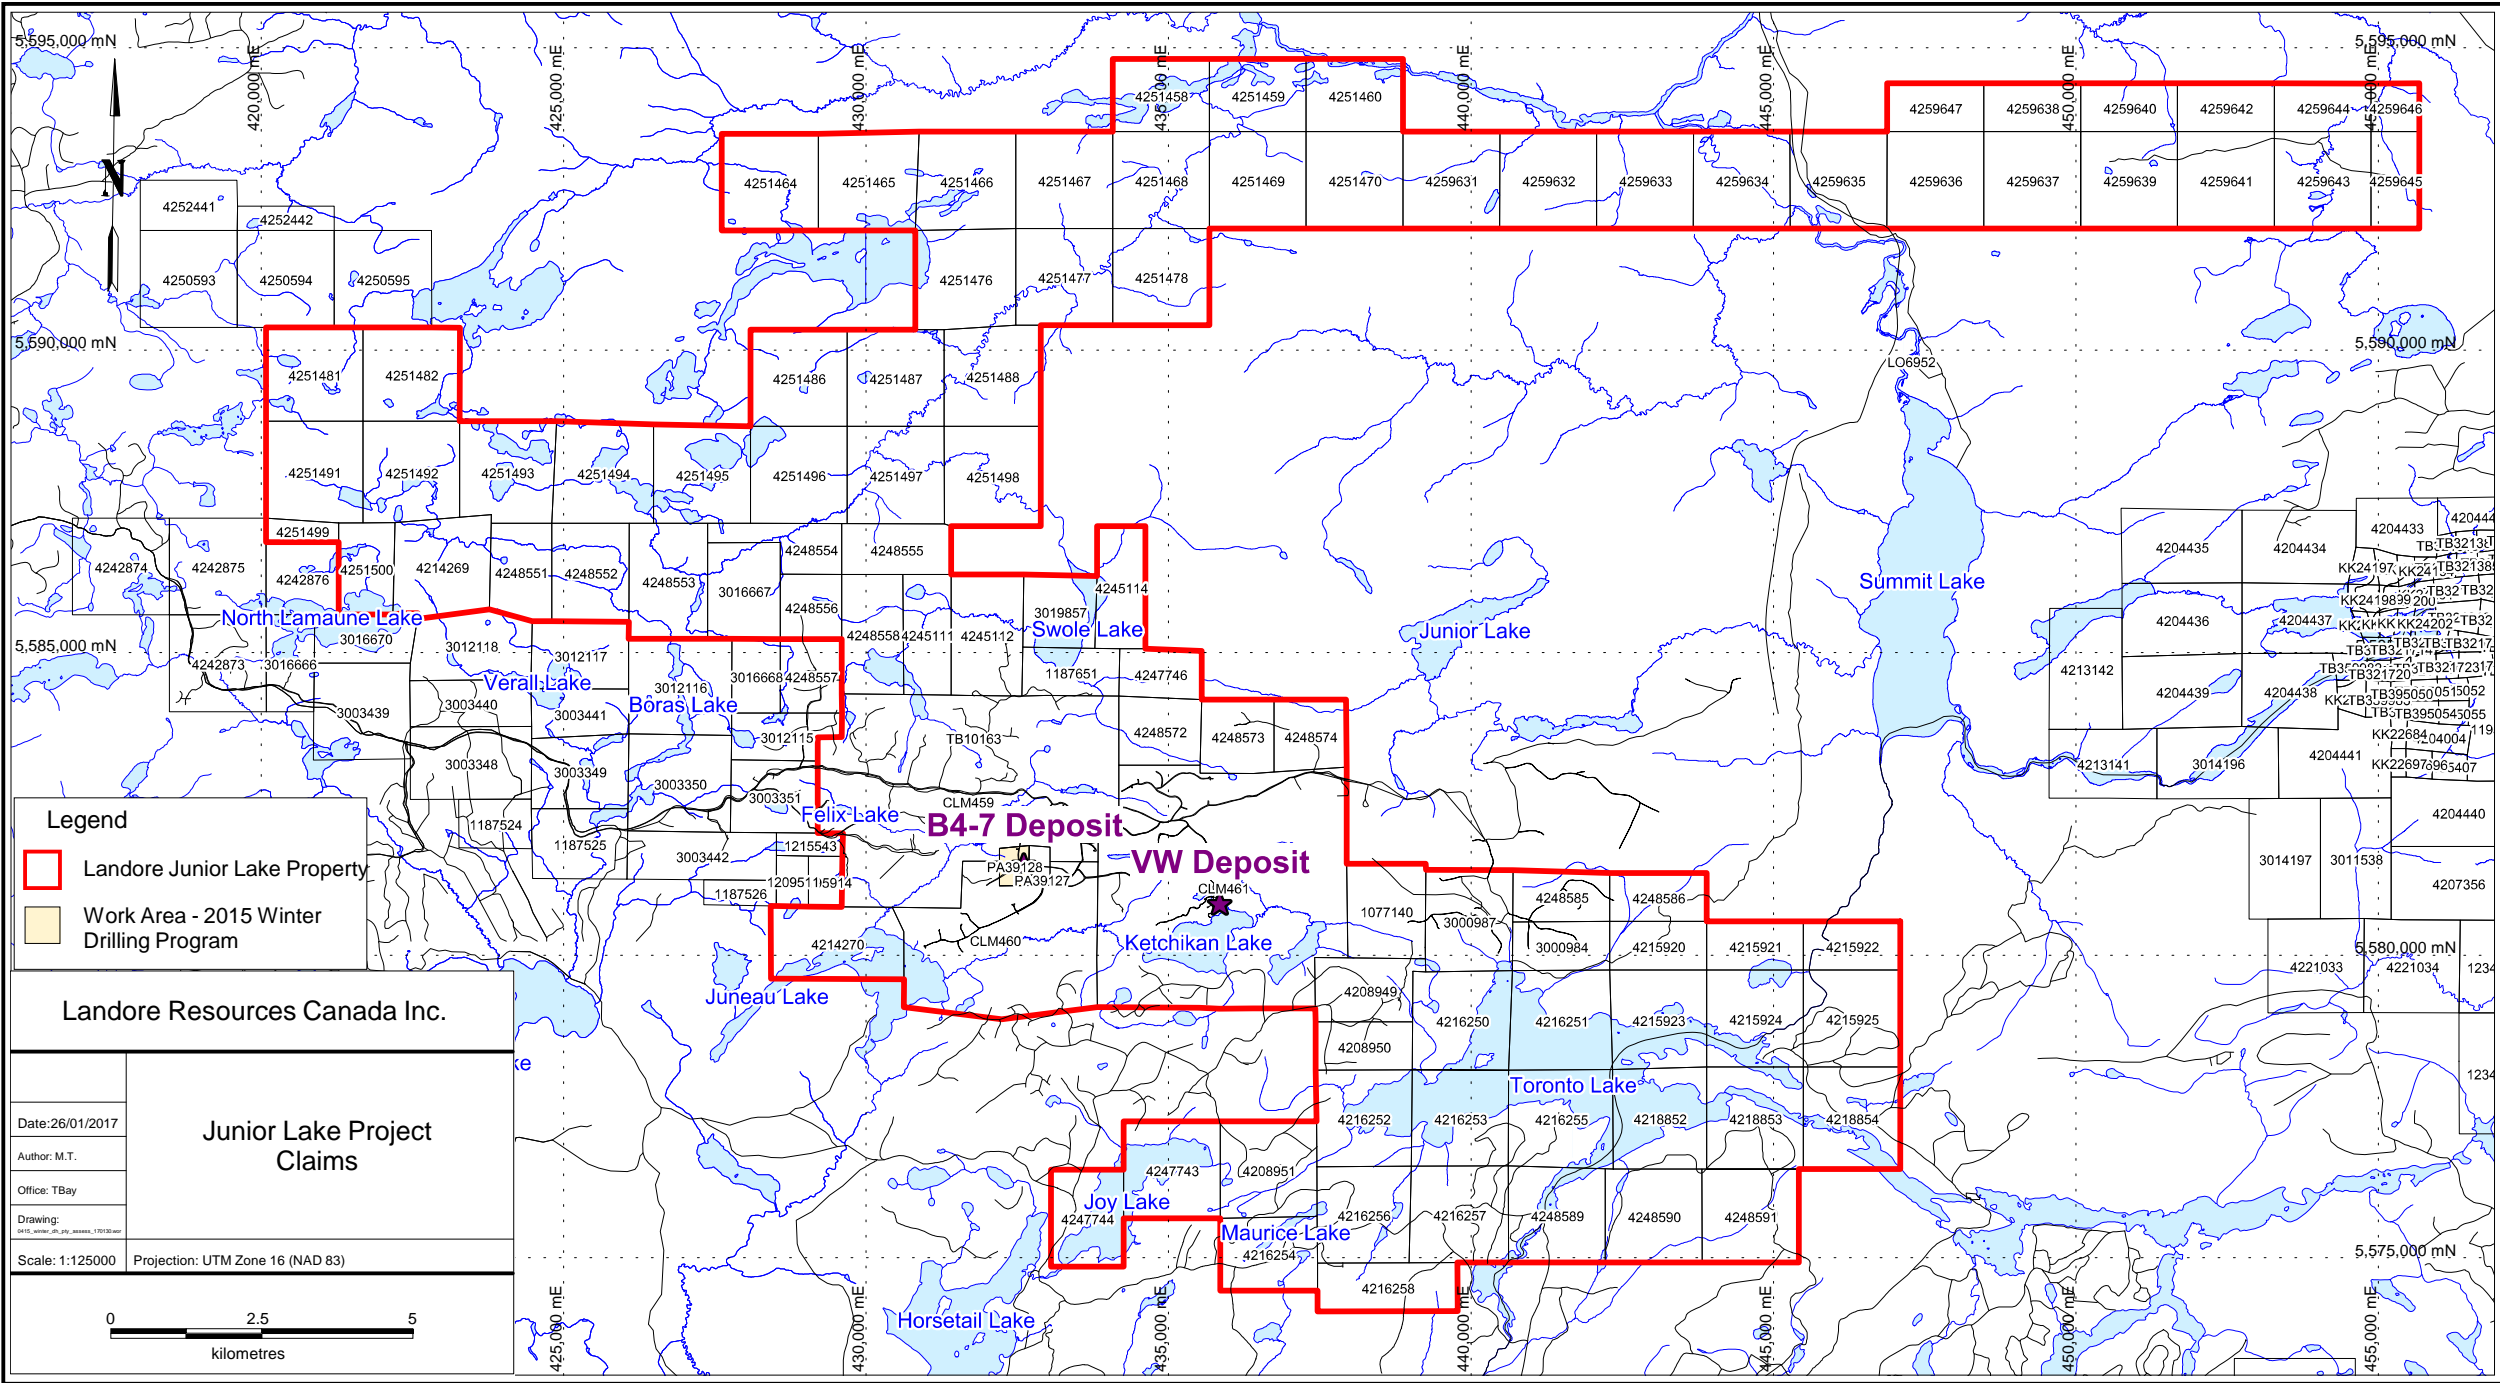 5,595,000 mN
5,595,000 mN
420,000 mE
425,000 mE
430,000 mE
435,000 mE
440,000 mE
445,000 mE
450,000 mE
455,000 mE
N
4251458
4251459
4251460
4259647
4259638
4259640
4259642
4259644
4259646
4252441
4252442
4251464
4251465
4251466
4251467
4251468
4251469
4251470
4259631
4259632
4259633
4259634
4259635
4259636
4259637
4259639
4259641
4259643
4259645
4250593
4250594
4250595
4251476
4251477
4251478
5,590,000 mN
5,590,000 mN
LO6952
4251481
4251482
4251486
4251487
4251488
4251491
4251492
4251493
4251494
4251495
4251496
4251497
4251498
4251499
4242874
4242875
4242876
4251500
4214269
4248551
4248552
4248553
3016667
4248554
4248555
4248556
4245114
3019857
Swole Lake
4248558
4245111
4245112
Junior Lake
Summit Lake
4204433
4204435
4204434
4204436
4204437
4213142
4204439
4204438
KK24202
TB321720
North Lamaune Lake
3016670
3012118
3012117
5,585,000 mN
4242873
3016666
Verall Lake
3012116
Boras Lake
3016668
4248557
1187651
4247746
3003439
3003440
3003441
3012115
TB10163
4248572
4248573
4248574
3003348
3003349
3003350
3003351
CLM459
4213141
3014196
4204441
KK22684
KK22697
4204440
Felix Lake
B4-7 Deposit
VW Deposit
1187524
1187525
3003442
1215543
PA39128
PA39127
CLM461
3014197
3011538
4207356
1187526
1209511
CLM460
4214270
Ketchikan Lake
1077140
3000987
4248585
4248586
3000984
4215920
4215921
4215922
5,580,000 mN
4221033
4221034
Juneau Lake
4208949
4208950
4216250
4216251
4215923
4215924
4215925
Toronto Lake
4216252
4216253
4216255
4218852
4218853
4218854
4247743
4208951
Joy Lake
4247744
4216256
4216257
4248589
4248590
4248591
Maurice Lake
4216254
5,575,000 mN
4216258
Horsetail Lake
425,000 mE
430,000 mE
435,000 mE
440,000 mE
445,000 mE
450,000 mE
455,000 mE
Legend
Landore Junior Lake Property
Work Area - 2015 Winter
Drilling Program
Landore Resources Canada Inc.
Date:26/01/2017
Author: M.T.
Office: TBay
Drawing:
Junior Lake Project
Claims
Scale: 1:125000
Projection: UTM Zone 16 (NAD 83)
0 2.5 5
kilometres